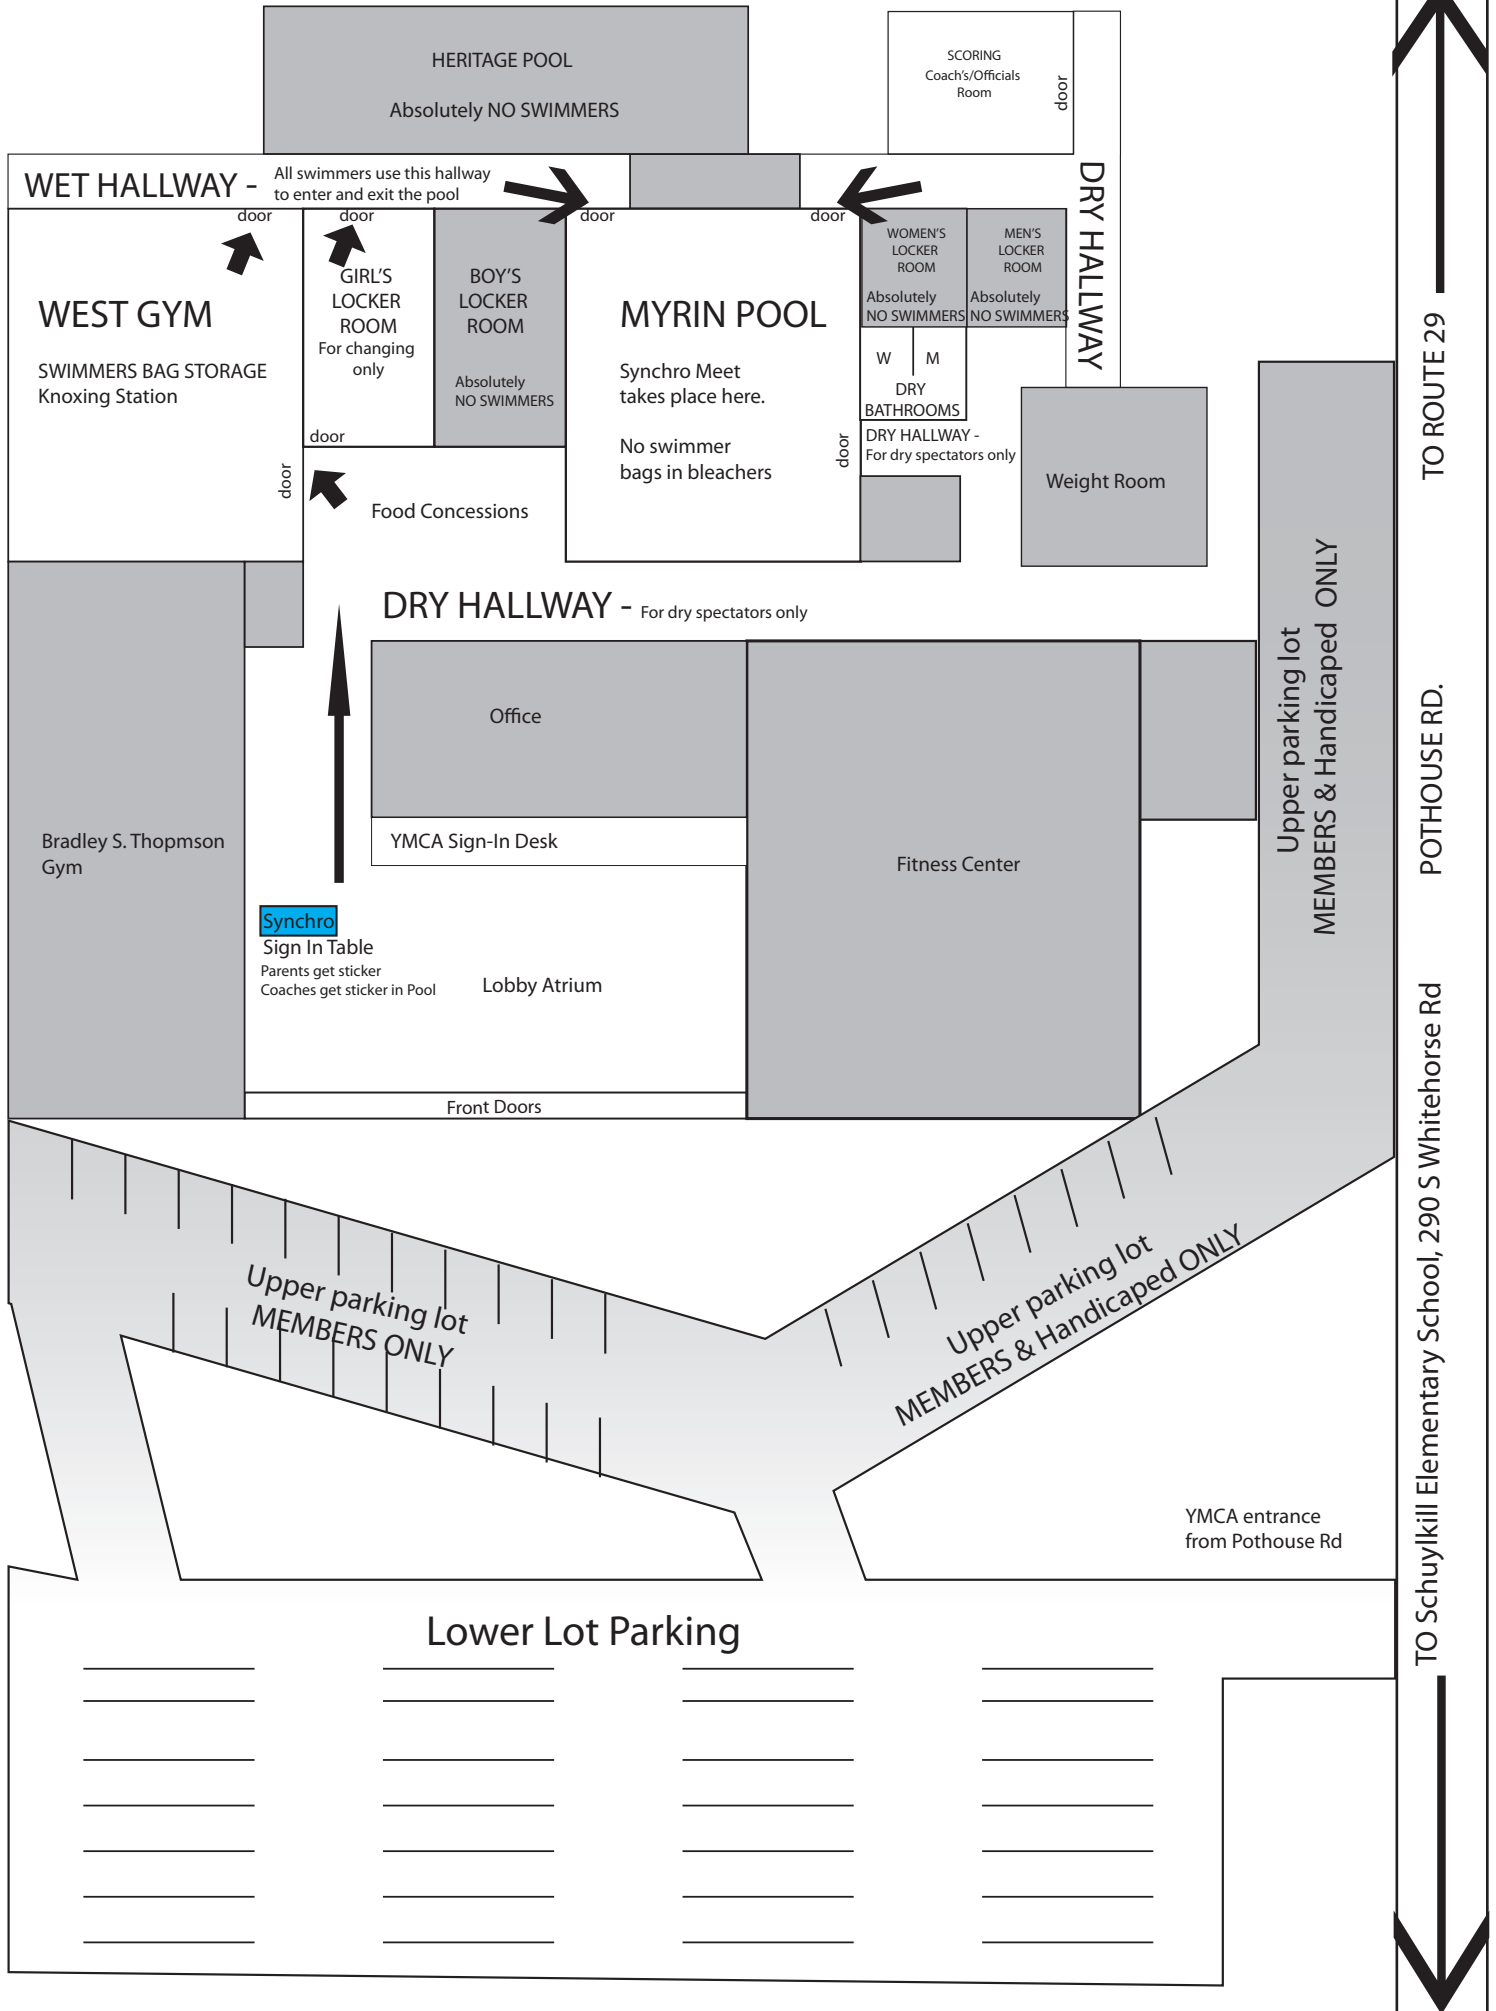 HERITAGE POOL
Absolutely NO SWIMMERS
SCORING
Coach's/Officials
Room
door
WET HALLWAY -
All swimmers use this hallway
to enter and exit the pool
DRY HALLWAY
door
door
door
door
WEST GYM
SWIMMERS BAG STORAGE
Knoxing Station
door
GIRL'S
LOCKER
ROOM
For changing
only
door
BOY'S
LOCKER
ROOM
Absolutely
NO SWIMMERS
MYRIN POOL
Synchro Meet
takes place here.
No swimmer
bags in bleachers
door
WOMEN'S
LOCKER
ROOM
Absolutely
NO SWIMMERS
MEN'S
LOCKER
ROOM
Absolutely
NO SWIMMERS
W
M
DRY
BATHROOMS
DRY HALLWAY -
For dry spectators only
Weight Room
Food Concessions
DRY HALLWAY - For dry spectators only
Office
YMCA Sign-In Desk
Bradley S. Thopmson
Gym
Fitness Center
Synchro
Sign In Table
Parents get sticker
Coaches get sticker in Pool
Lobby Atrium
Front Doors
Upper parking lot
MEMBERS & Handicaped ONLY
Upper parking lot
MEMBERS ONLY
Upper parking lot
MEMBERS & Handicaped ONLY
YMCA entrance
from Pothouse Rd
Lower Lot Parking
TO ROUTE 29
POTHOUSE RD.
TO Schuylkill Elementary School, 290 S Whitehorse Rd